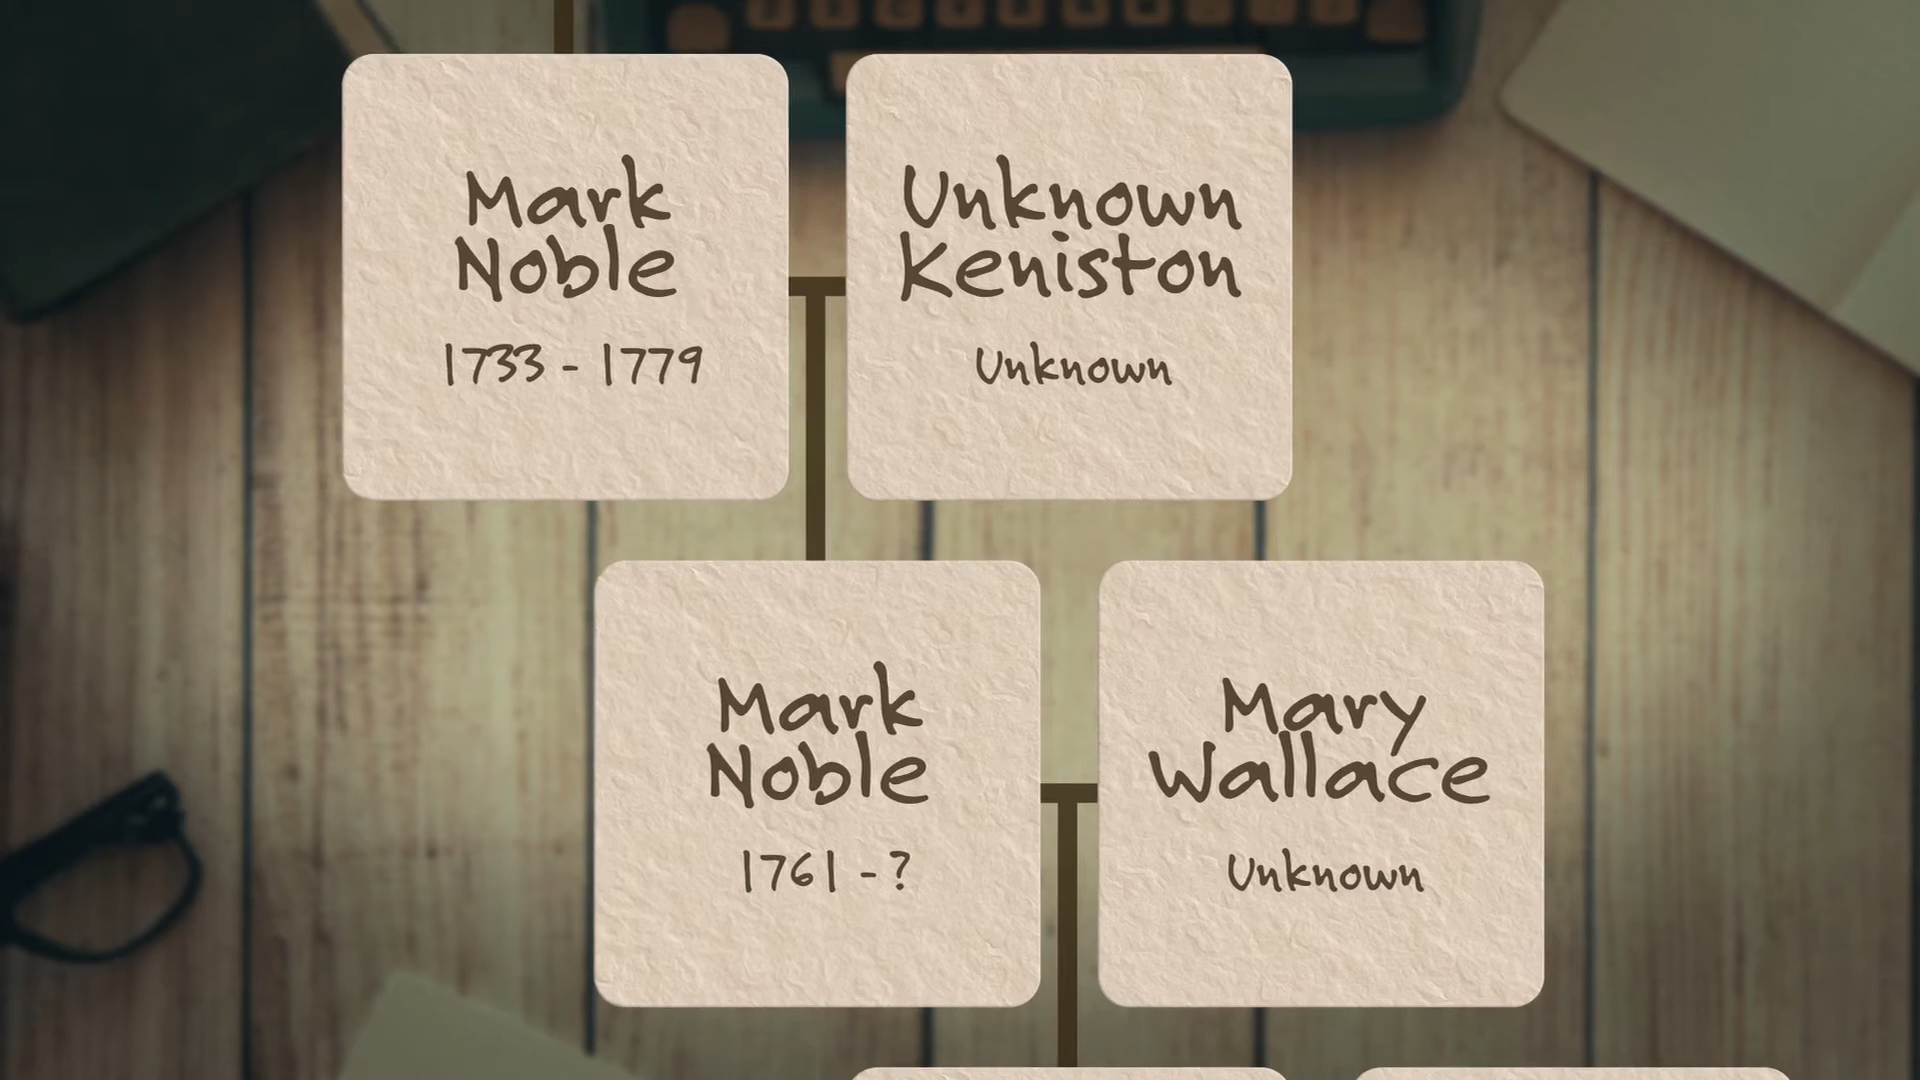 Mark
Noble
1733 - 1779
Unknown
Keniston
Unknown
Mark
Noble
1761 - ?
Mary
Wallace
Unknown